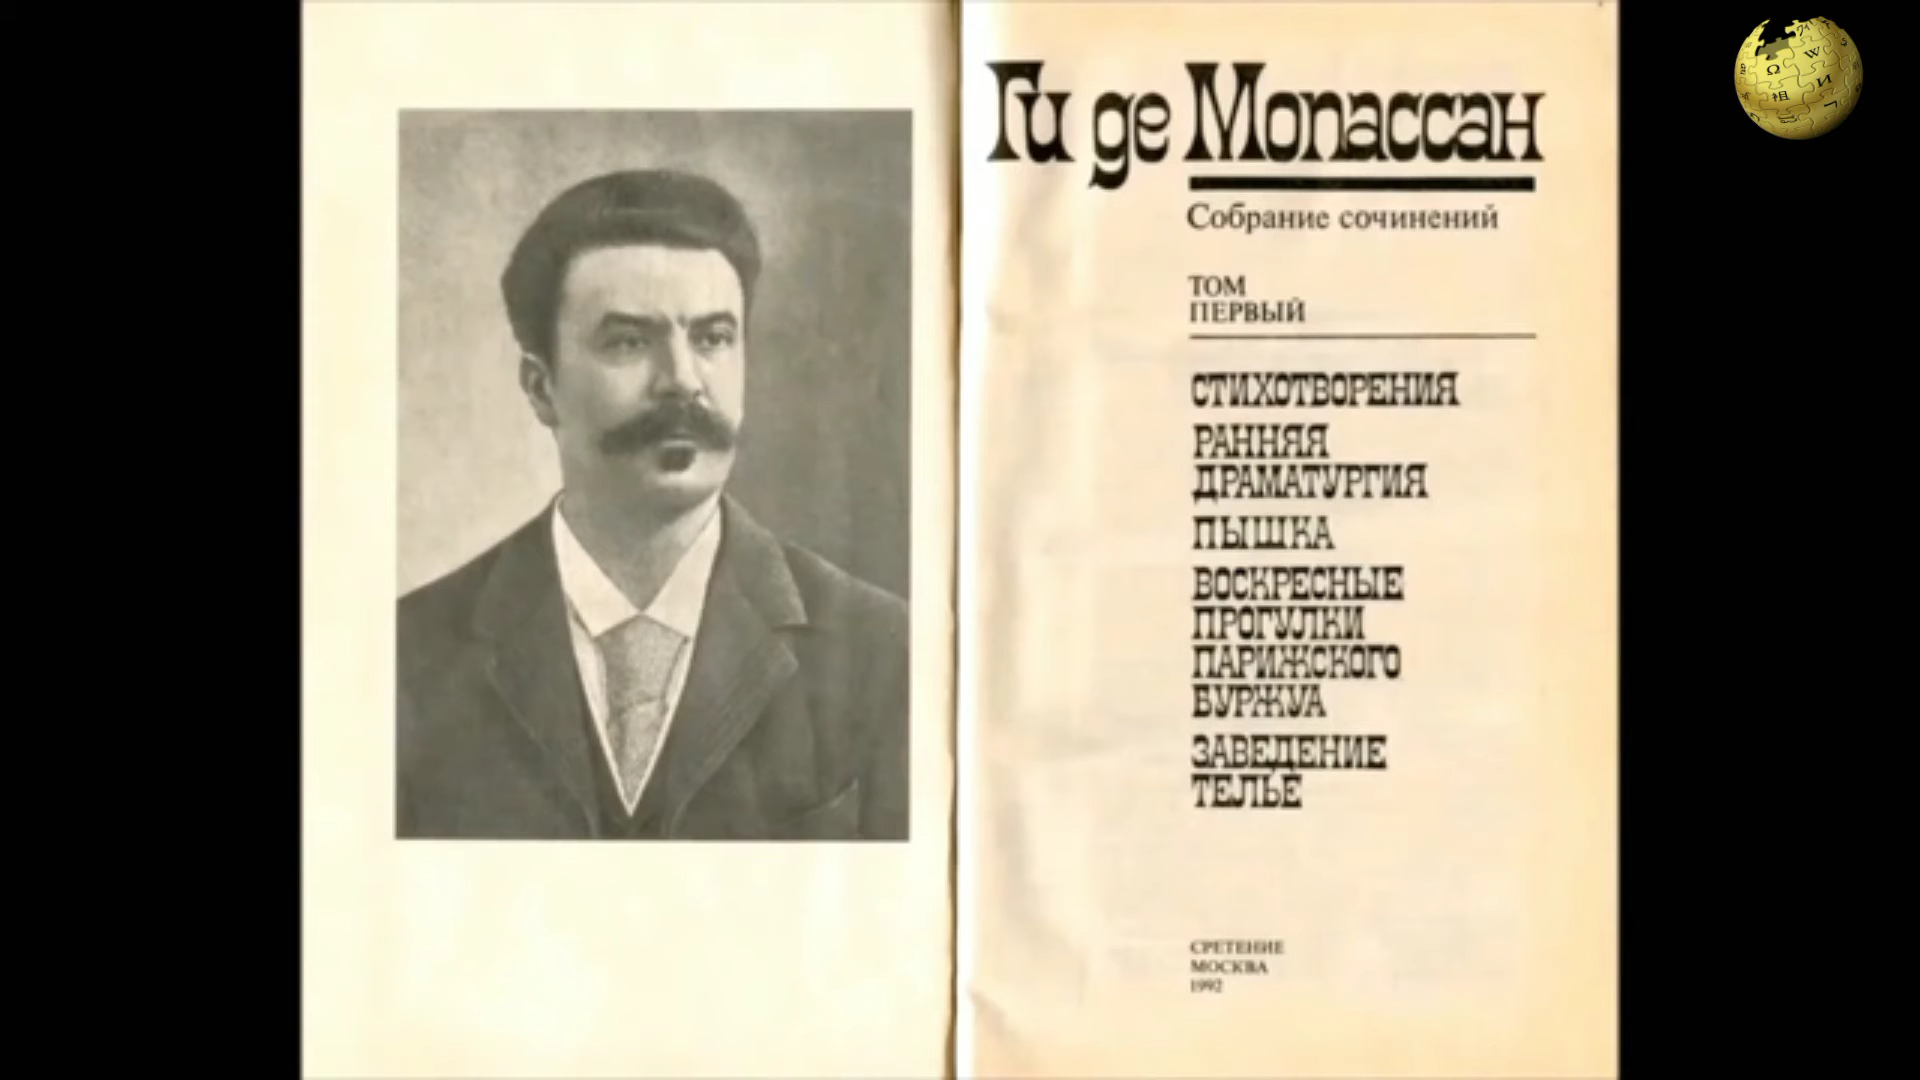 Ги де Мопассан
Собрание сочинений
ТОМ
ПЕРВЫЙ
СТИХОТВОРЕНИЯ
РАННЯЯ
ДРАМАТУРГИЯ
ПЫШКА
ВОСКРЕСНЫЕ
ПРОГУЛКИ
ПАРИЖСКОГО
БУРЖУА
ЗАВЕДЕНИЕ
ТЕЛЬЕ
СРЕТЕНИЕ
МОСКВА
1992